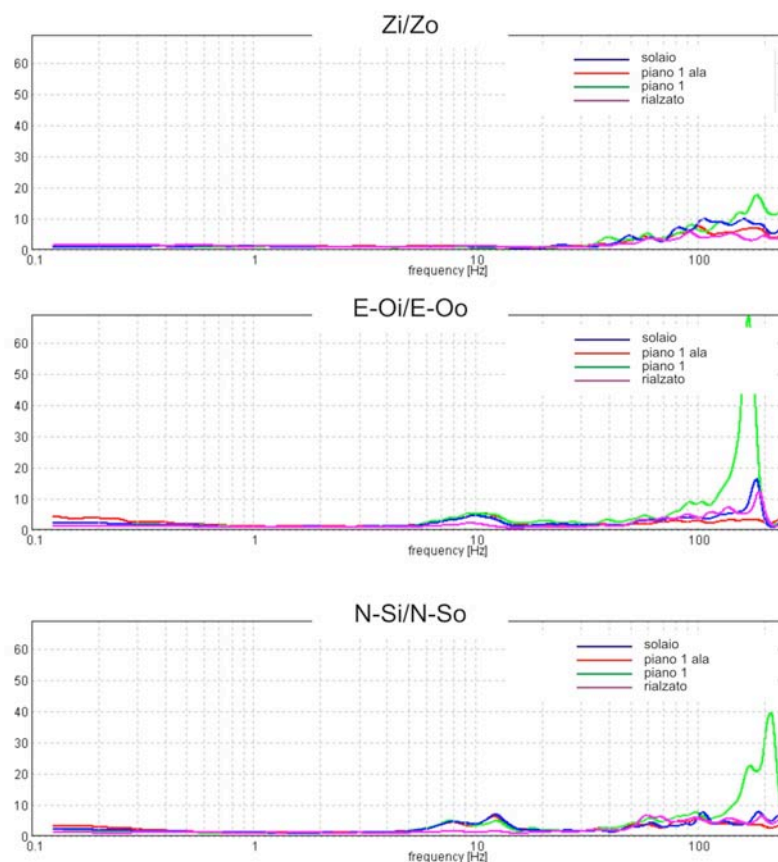 Zi/Zo
60
50
40
30
20
10
0
0.1 1 10 100
frequency [Hz]
solaio
piano 1 ala
piano 1
rialzato
E-Oi/E-Oo
60
50
40
30
20
10
0
0.1 1 10 100
frequency [Hz]
solaio
piano 1 ala
piano 1
rialzato
N-Si/N-So
60
50
40
30
20
10
0
0.1 1 10 100
frequency [Hz]
solaio
piano 1 ala
piano 1
rialzato